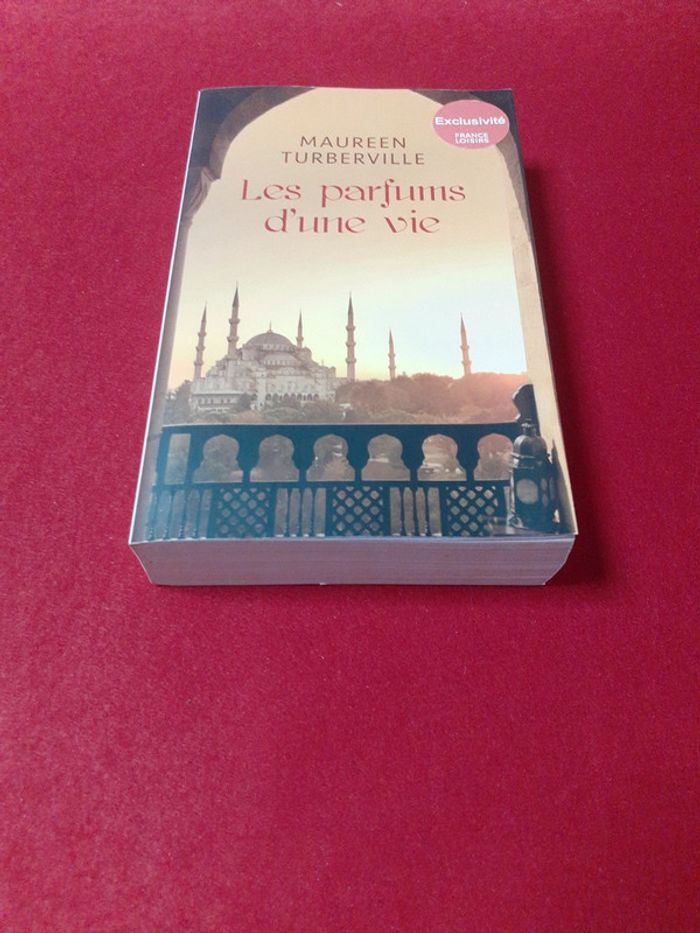 Exclusivité
FRANCE
LOISIRS
MAUREEN
TURBERVILLE
Les parfums
d'une vie